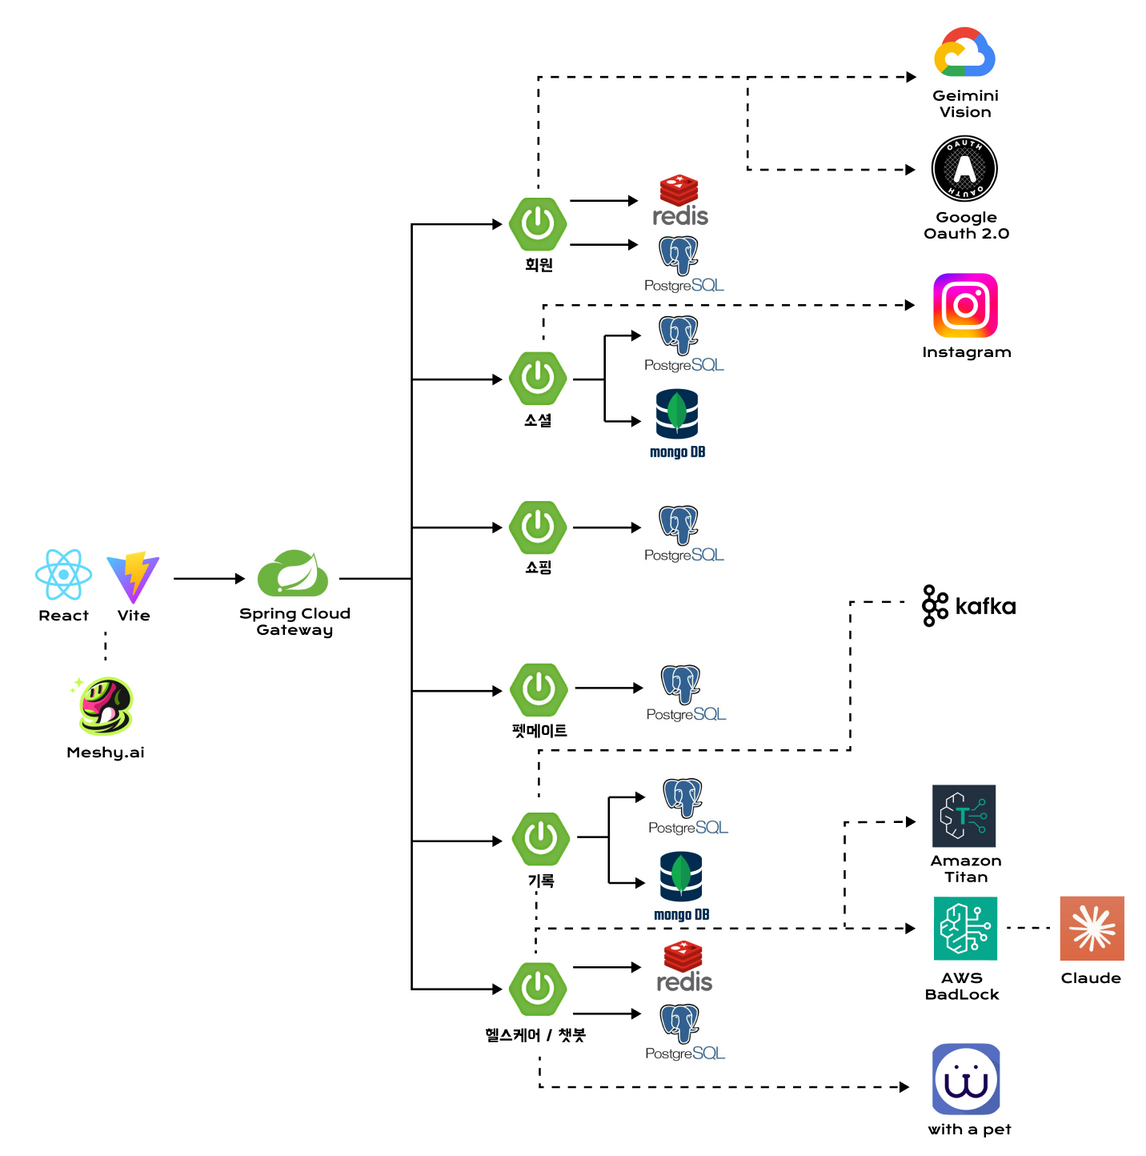 Geimini
Vision
OAUTH
A
OAUTH
Google
Oauth 2.0
redis
회원
PostgreSQL
Instagram
PostgreSQL
소셜
mongo DB
쇼핑
PostgreSQL
React
Vite
Spring Cloud
Gateway
kafka
Meshy.ai
펫메이트
PostgreSQL
PostgreSQL
T
Amazon
Titan
기록
mongo DB
redis
AWS
BadLock
Claude
헬스케어 / 챗봇
PostgreSQL
with a pet